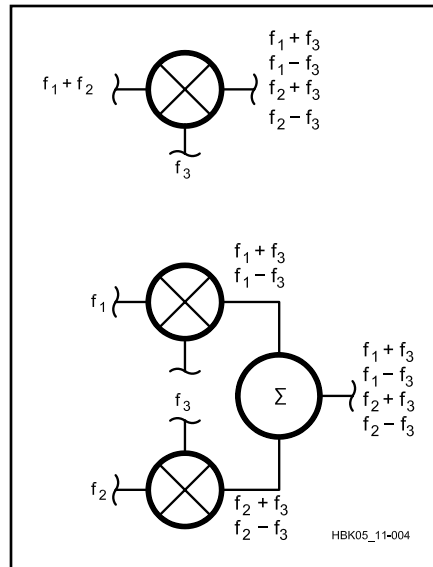 f₁ + f₂
f₁ + f₃
f₁ − f₃
f₂ + f₃
f₂ − f₃
f₃
f₁
f₁ + f₃
f₁ − f₃
f₃
Σ
f₁ + f₃
f₁ − f₃
f₂ + f₃
f₂ − f₃
f₂
f₂ + f₃
f₂ − f₃
HBK05_11-004